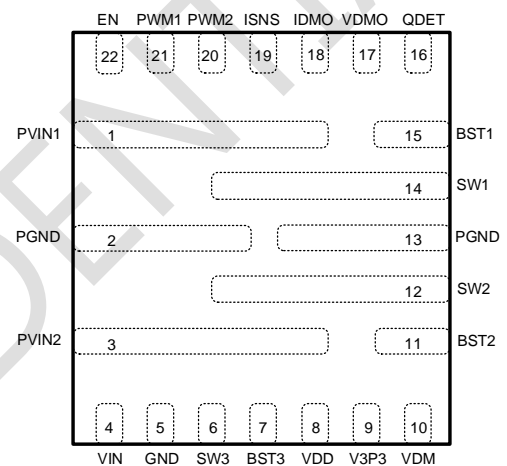 EN PWM1 PWM2 ISNS IDMO VDMO QDET
22 21 20 19 18 17 16
PVIN1 1 15 BST1
14 SW1
PGND 2 13 PGND
12 SW2
PVIN2 3 11 BST2
4 5 6 7 8 9 10
VIN GND SW3 BST3 VDD V3P3 VDM